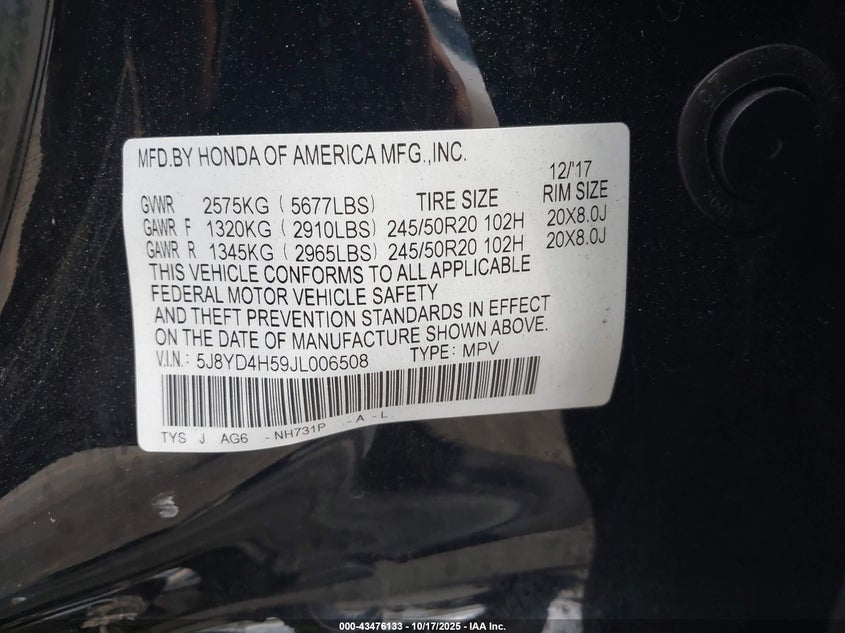 MFD.BY HONDA OF AMERICA MFG.,INC.
12/'17
GVWR 2575KG ( 5677LBS) TIRE SIZE RIM SIZE
GAWR F 1320KG ( 2910LBS) 245/50R20 102H 20X8.0J
GAWR R 1345KG ( 2965LBS) 245/50R20 102H 20X8.0J
THIS VEHICLE CONFORMS TO ALL APPLICABLE
FEDERAL MOTOR VEHICLE SAFETY
AND THEFT PREVENTION STANDARDS IN EFFECT
ON THE DATE OF MANUFACTURE SHOWN ABOVE.
V.I.N.: 5J8YD4H59JL006508 TYPE: MPV
TYS J AG6 - NH731P - A - L
000-43476133 - 10/17/2025 - IAA Inc.